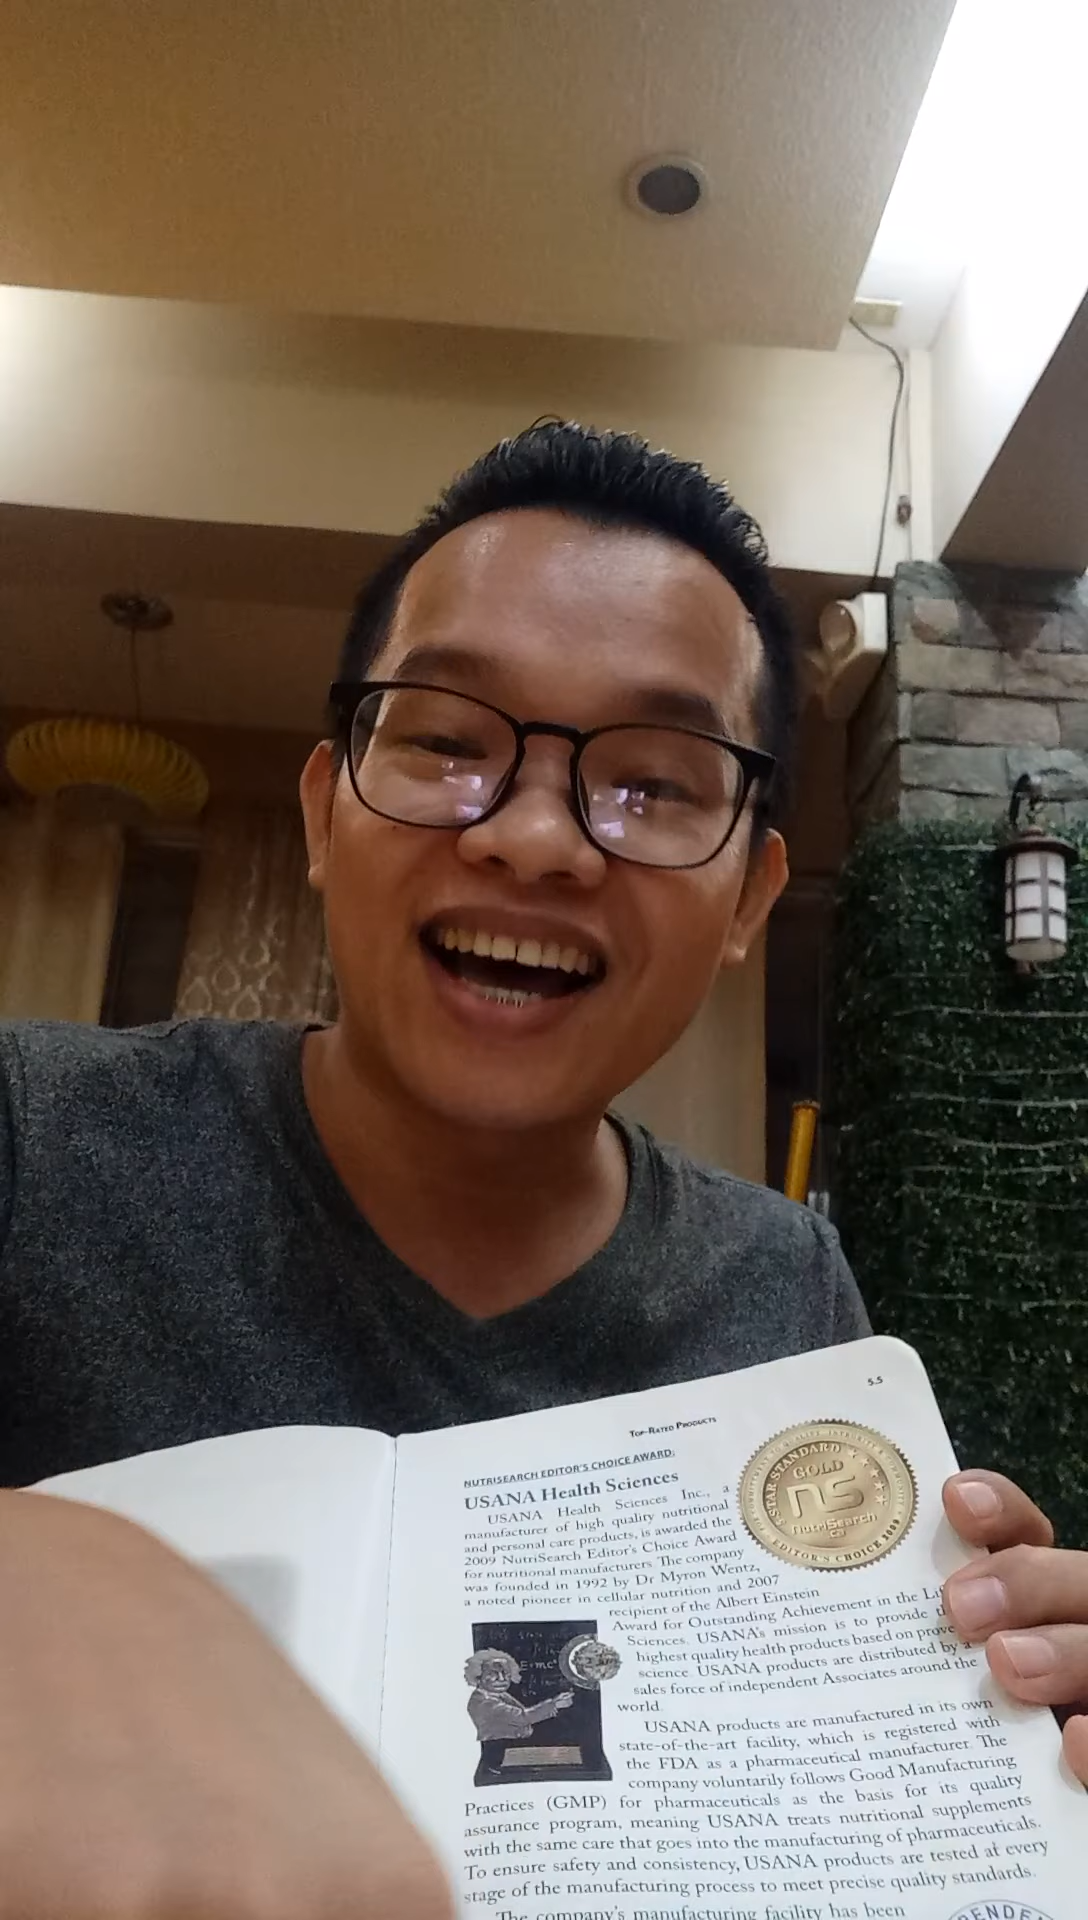 5.5
TOP-RATED PRODUCTS
NUTRISEARCH EDITOR'S CHOICE AWARD:
USANA Health Sciences
USANA Health Sciences Inc., a
manufacturer of high quality nutritional
and personal care products, is awarded the
2009 NutriSearch Editor's Choice Award
for nutritional manufacturers. The company
was founded in 1992 by Dr Myron Wentz,
a noted pioneer in cellular nutrition and 2007
recipient of the Albert Einstein
Award for Outstanding Achievement in the
Sciences. USANA's mission is to provide
highest quality health products based on
science. USANA products are distributed by a
sales force of independent Associates around the
world.
USANA products are manufactured in its own
state-of-the-art facility, which is registered with
the FDA as a pharmaceutical manufacturer. The
company voluntarily follows Good Manufacturing
Practices (GMP) for pharmaceuticals as the basis for its quality
assurance program, meaning USANA treats nutritional supplements
with the same care that goes into the manufacturing of pharmaceuticals.
To ensure safety and consistency, USANA products are tested at every
stage of the manufacturing process to meet precise quality standards.
The company's manufacturing facility has been
5 STAR STANDARD
GOLD
ns
NutriSearch
EDITOR'S CHOICE 2009
E=mc²